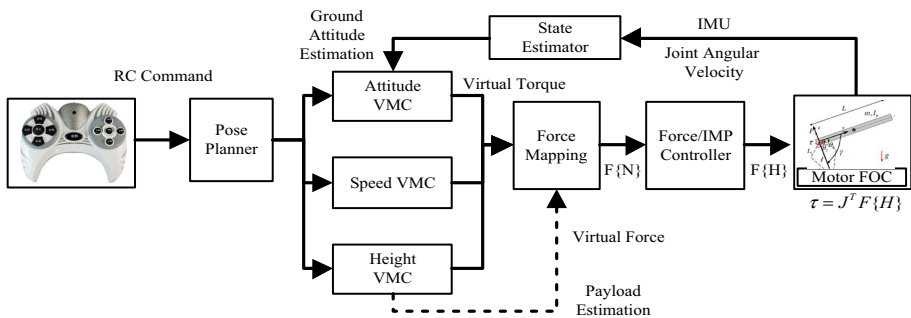 Ground
Attitude
Estimation
IMU
State
Estimator
RC Command
Joint Angular
Velocity
Attitude
VMC
Virtual Torque
Pose
Planner
Force
Mapping
Force/IMP
Controller
L
m,I
τ
γ
g
Speed VMC
F{N}
F{H}
Motor FOC
τ = J^T F{H}
Height
VMC
Virtual Force
Payload
Estimation